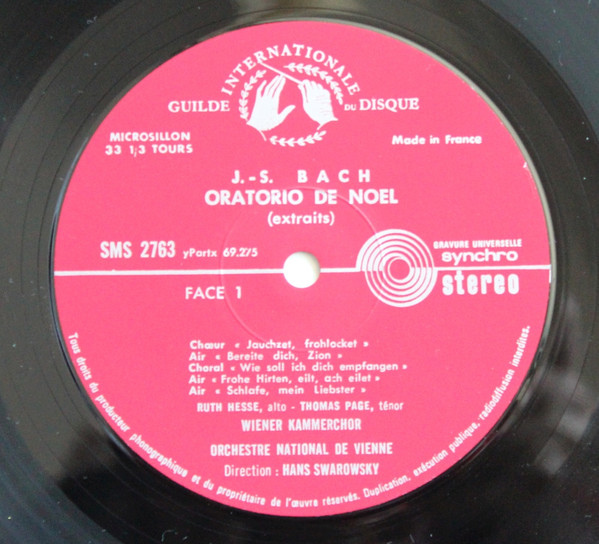 GUILDE INTERNATIONALE DU DISQUE
MICROSILLON
33 1/3 TOURS
Made in France
J.-S. BACH
ORATORIO DE NOEL
(extraits)
SMS 2763 yPartx 69.275
GRAVURE UNIVERSELLE
synchro
stereo
FACE 1
Chœur « Jauchzet, frohlocket »
Air « Bereite dich, Zion »
Choral « Wie soll ich dich empfangen »
Air « Frohe Hirten, eilt, ach eilet »
Air « Schlafe, mein Liebster »
RUTH HESSE, alto - THOMAS PAGE, ténor
WIENER KAMMERCHOR
ORCHESTRE NATIONAL DE VIENNE
Direction : HANS SWAROWSKY
Tous droits du producteur phonographique et du propriétaire de l'œuvre réservés. Duplication, exécution publique, radiodiffusion interdites.